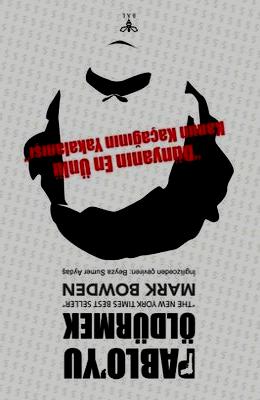 PABLO'YU
ÖLDÜRMEK
"THE NEW YORK TIMES BEST SELLER"
MARK BOWDEN
İngilizceden çeviren: Beyza Sumer Aydaş
"Dünyanın En Ünlü
Kanun Kaçağının Yakalanışı"
BAL